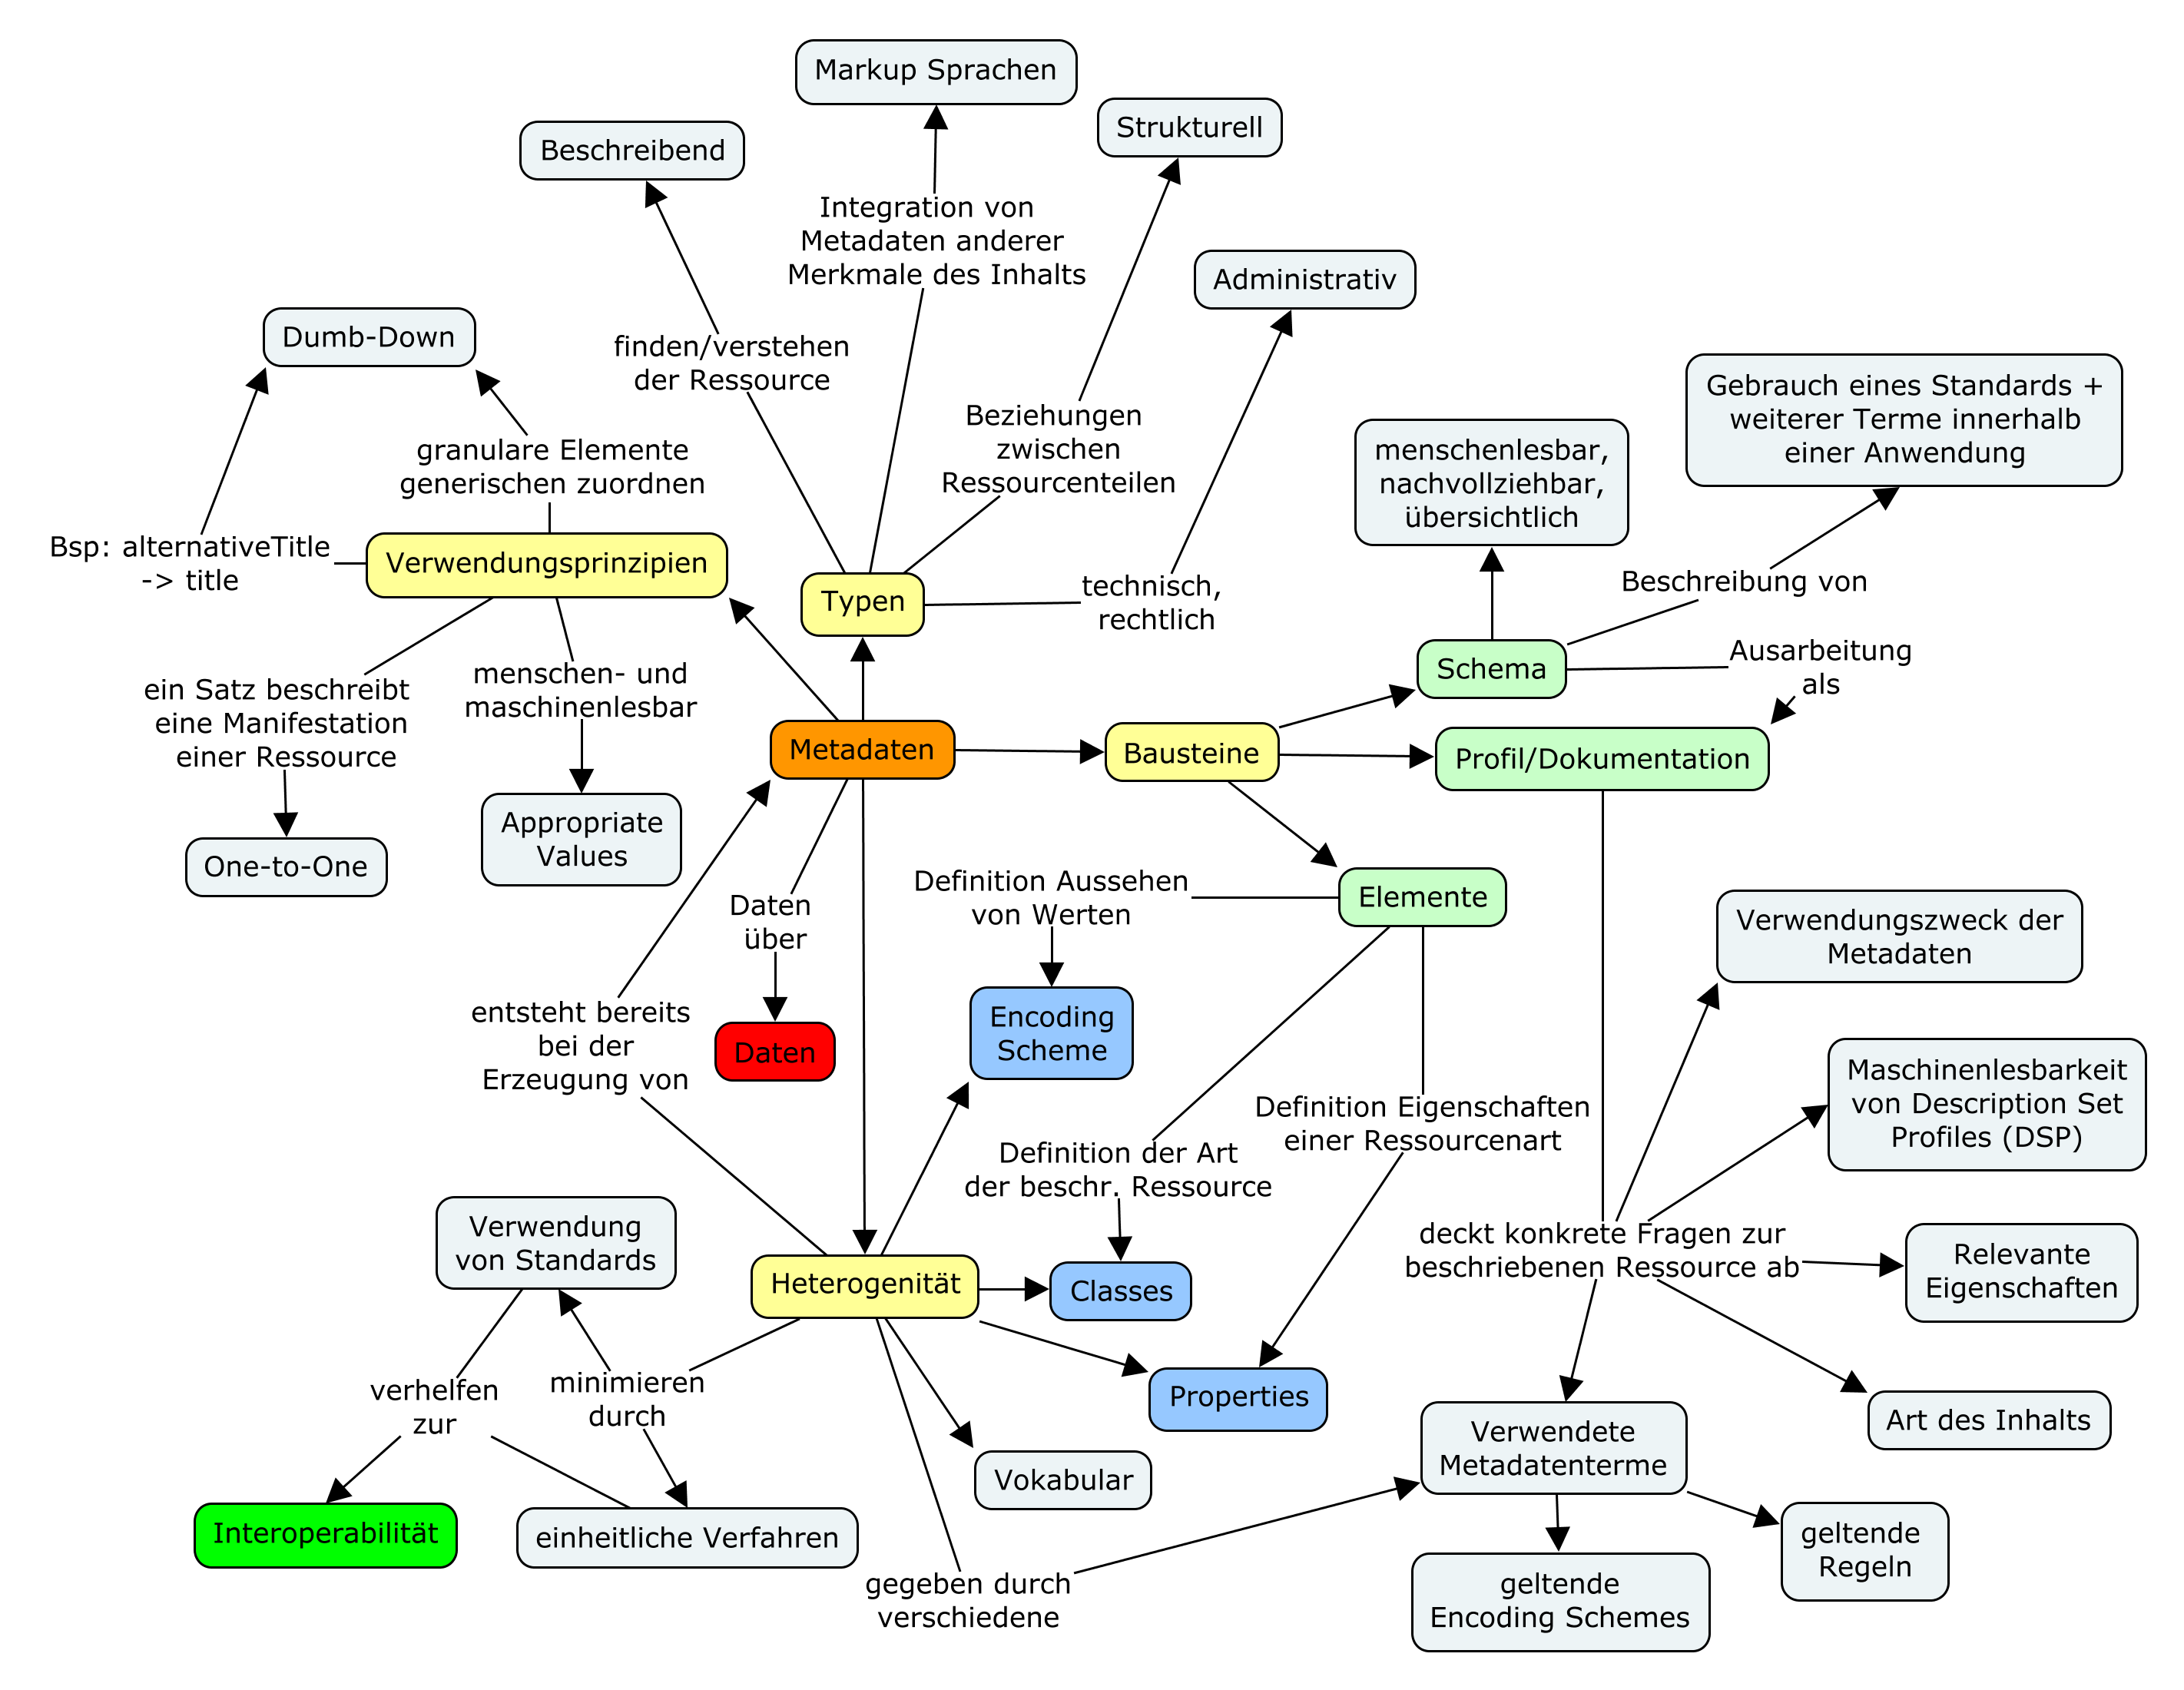 Markup Sprachen
Strukturell
Beschreibend
Integration von
Metadaten anderer
Merkmale des Inhalts
Administrativ
Dumb-Down
finden/verstehen
der Ressource
granulare Elemente
generischen zuordnen
Beziehungen
zwischen
Ressourcenteilen
menschenlesbar,
nachvollziehbar,
übersichtlich
Gebrauch eines Standards +
weiterer Terme innerhalb
einer Anwendung
Bsp: alternativeTitle
-> title
Verwendungsprinzipien
Typen
technisch,
rechtlich
Beschreibung von
Schema
Ausarbeitung
als
ein Satz beschreibt
eine Manifestation
einer Ressource
menschen- und
maschinenlesbar
Metadaten
Bausteine
Profil/Dokumentation
One-to-One
Appropriate
Values
Daten
über
Definition Aussehen
von Werten
Elemente
Verwendungszweck der
Metadaten
entsteht bereits
bei der
Erzeugung von
Daten
Encoding
Scheme
Maschinenlesbarkeit
von Description Set
Profiles (DSP)
Definition Eigenschaften
einer Ressourcenart
Definition der Art
der beschr. Ressource
Verwendung
von Standards
Heterogenität
Classes
deckt konkrete Fragen zur
beschriebenen Ressource ab
Relevante
Eigenschaften
verhelfen
zur
minimieren
durch
Properties
Art des Inhalts
Verwendete
Metadatenterme
Vokabular
Interoperabilität
einheitliche Verfahren
gegeben durch
verschiedene
geltende
Encoding Schemes
geltende
Regeln